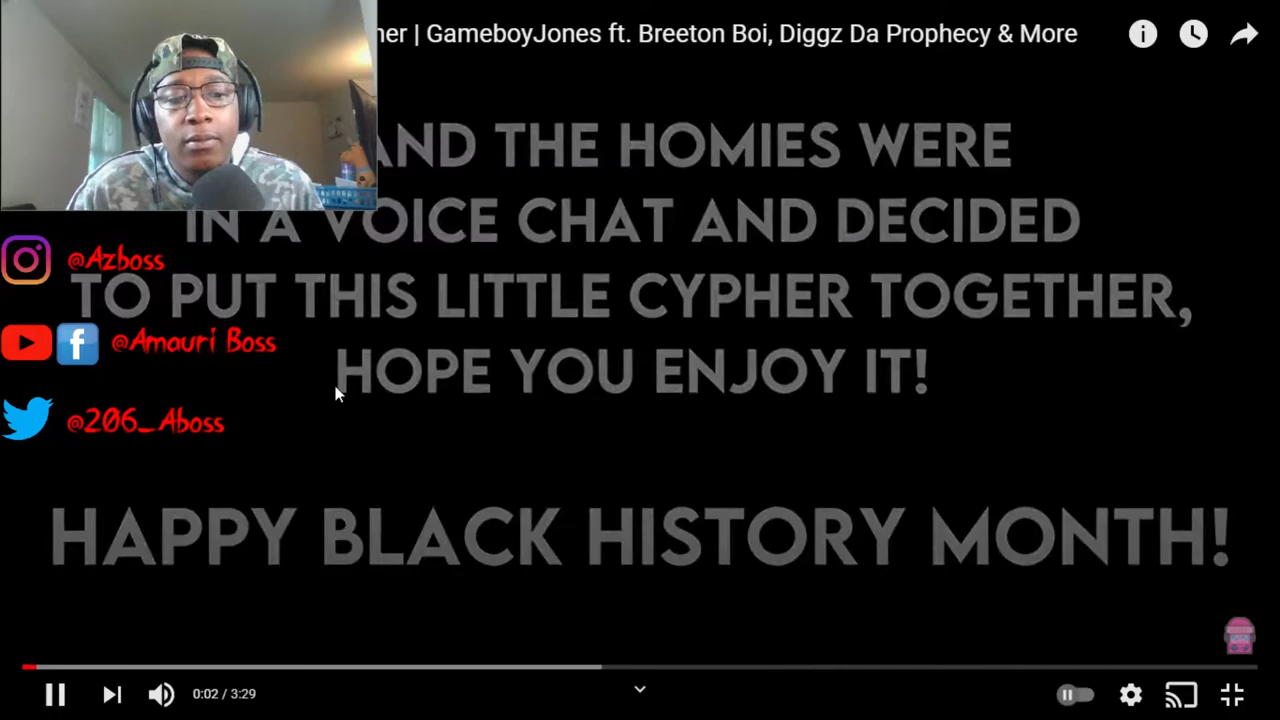 her | GameboyJones ft. Breeton Boi, Diggz Da Prophecy & More
AND THE HOMIES WERE
IN A VOICE CHAT AND DECIDED
TO PUT THIS LITTLE CYPHER TOGETHER,
HOPE YOU ENJOY IT!
HAPPY BLACK HISTORY MONTH!
@Azboss
@Amauri Boss
@206_Aboss
0:02 / 3:29